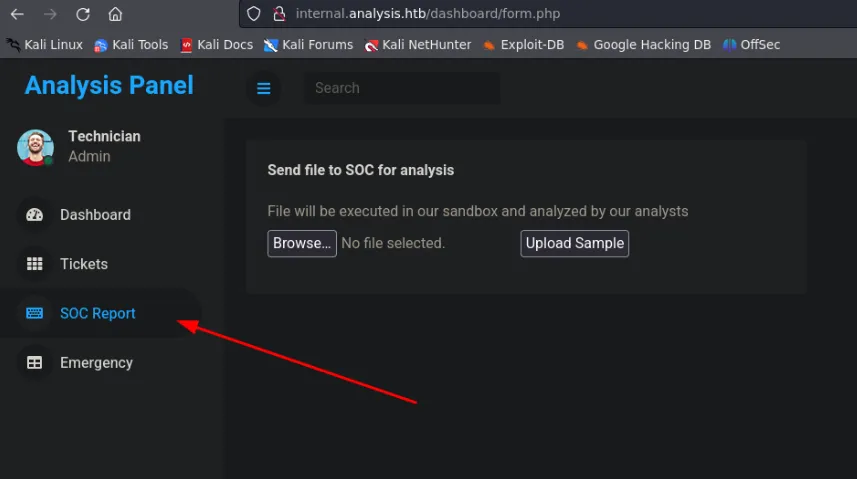 internal.analysis.htb/dashboard/form.php
Kali Linux Kali Tools Kali Docs Kali Forums Kali NetHunter Exploit-DB Google Hacking DB OffSec
Analysis Panel
Search
Technician
Admin
Dashboard
Tickets
SOC Report
Emergency
Send file to SOC for analysis
File will be executed in our sandbox and analyzed by our analysts
Browse... No file selected. Upload Sample